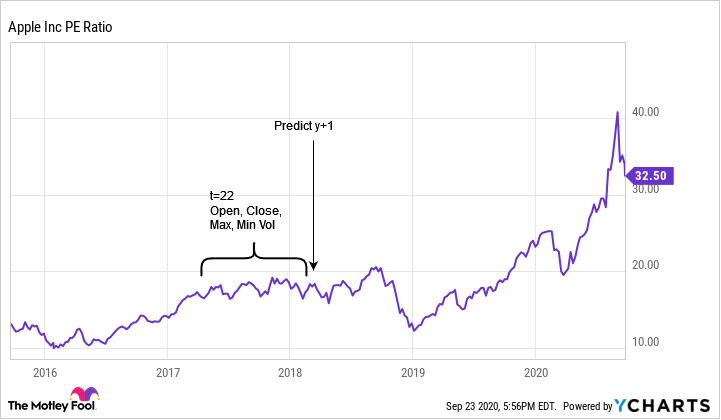 Apple Inc PE Ratio
Predict y+1
t=22
Open, Close,
Max, Min Vol
40.00
32.50
30.00
20.00
10.00
2016 2017 2018 2019 2020
The Motley Fool.
Sep 23 2020, 5:56PM EDT. Powered by YCHARTS